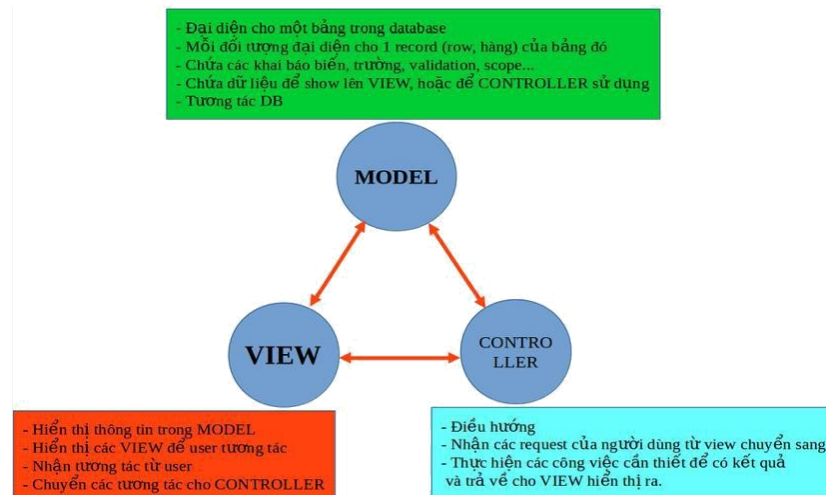 - Đại diện cho một bảng trong database
- Mỗi đối tượng đại diện cho 1 record (row, hàng) của bảng đó
- Chứa các khai báo biến, trường, validation, scope...
- Chứa dữ liệu để show lên VIEW, hoặc để CONTROLLER sử dụng
- Tương tác DB
MODEL
VIEW
CONTRO
LLER
- Hiển thị thông tin trong MODEL
- Hiển thị các VIEW để user tương tác
- Nhận tương tác từ user
- Chuyển các tương tác cho CONTROLLER
- Điều hướng
- Nhận các request của người dùng từ view chuyển sang
- Thực hiện các công việc cần thiết để có kết quả
và trả về cho VIEW hiển thị ra.